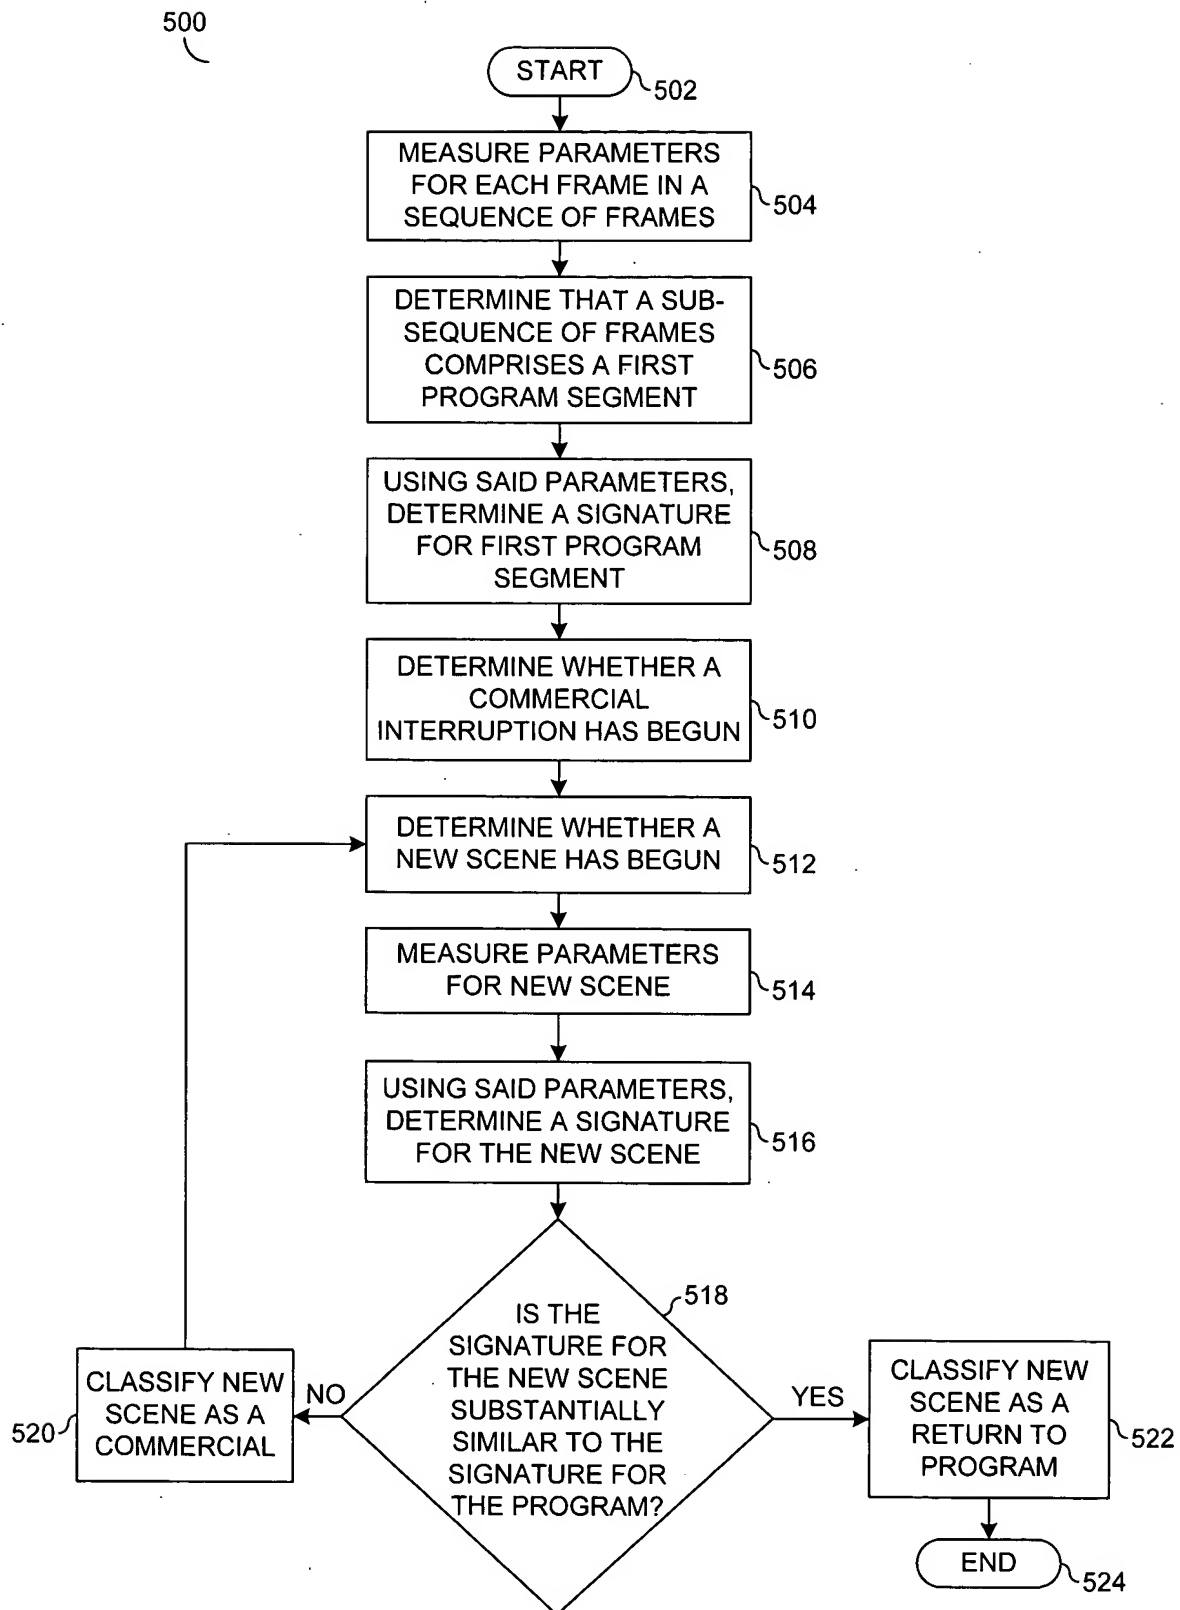 500
START
502
MEASURE PARAMETERS
FOR EACH FRAME IN A
SEQUENCE OF FRAMES
504
DETERMINE THAT A SUB-
SEQUENCE OF FRAMES
COMPRISES A FIRST
PROGRAM SEGMENT
506
USING SAID PARAMETERS,
DETERMINE A SIGNATURE
FOR FIRST PROGRAM
SEGMENT
508
DETERMINE WHETHER A
COMMERCIAL
INTERRUPTION HAS BEGUN
510
DETERMINE WHETHER A
NEW SCENE HAS BEGUN
512
MEASURE PARAMETERS
FOR NEW SCENE
514
USING SAID PARAMETERS,
DETERMINE A SIGNATURE
FOR THE NEW SCENE
516
IS THE
SIGNATURE FOR
THE NEW SCENE
SUBSTANTIALLY
SIMILAR TO THE
SIGNATURE FOR
THE PROGRAM?
518
NO
CLASSIFY NEW
SCENE AS A
COMMERCIAL
520
YES
CLASSIFY NEW
SCENE AS A
RETURN TO
PROGRAM
522
END
524